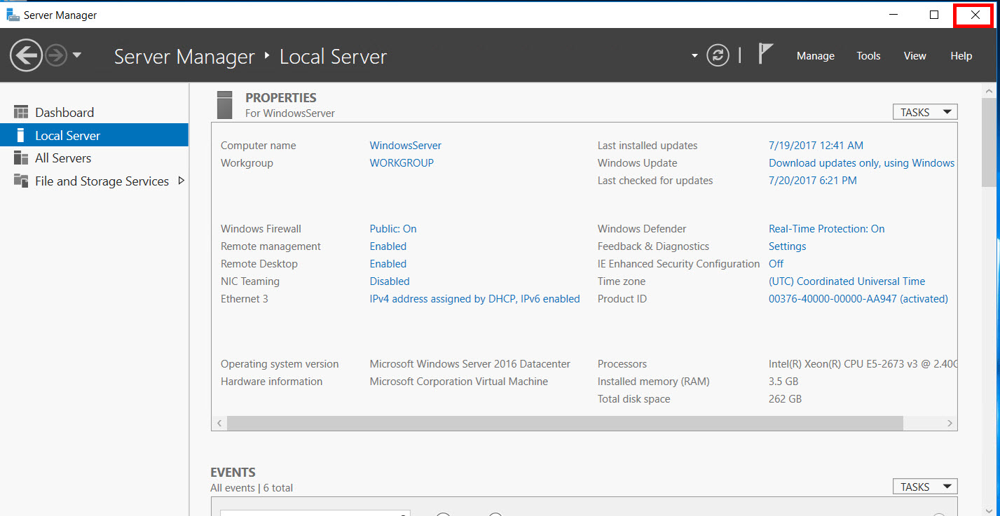 Server Manager
Server Manager ‣ Local Server
Manage Tools View Help
Dashboard
Local Server
All Servers
File and Storage Services
PROPERTIES
For WindowsServer
TASKS
Computer name WindowsServer Last installed updates 7/19/2017 12:41 AM
Workgroup WORKGROUP Windows Update Download updates only, using Windows
Last checked for updates 7/20/2017 6:21 PM
Windows Firewall Public: On Windows Defender Real-Time Protection: On
Remote management Enabled Feedback & Diagnostics Settings
Remote Desktop Enabled IE Enhanced Security Configuration Off
NIC Teaming Disabled Time zone (UTC) Coordinated Universal Time
Ethernet 3 IPv4 address assigned by DHCP, IPv6 enabled Product ID 00376-40000-00000-AA947 (activated)
Operating system version Microsoft Windows Server 2016 Datacenter Processors Intel(R) Xeon(R) CPU E5-2673 v3 @ 2.40G
Hardware information Microsoft Corporation Virtual Machine Installed memory (RAM) 3.5 GB
Total disk space 262 GB
EVENTS
All events | 6 total
TASKS